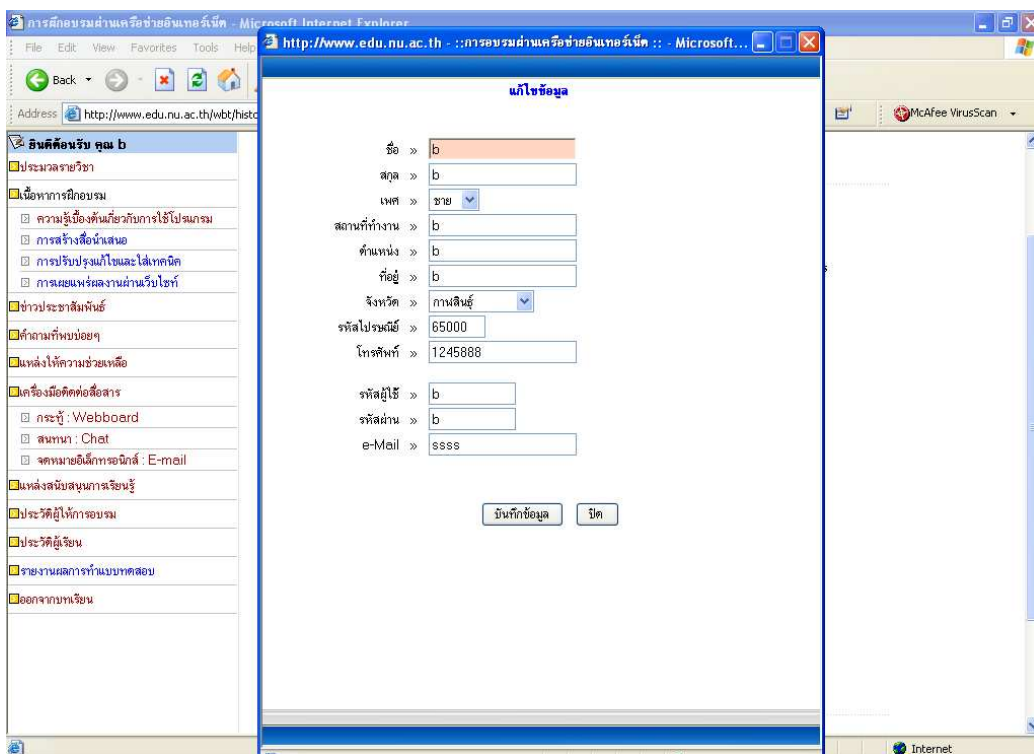 การฝึกอบรมผ่านเครือข่ายอินเทอร์เน็ต - Microsoft Internet Explorer
File Edit View Favorites Tools Help
Back
Address http://www.edu.nu.ac.th/wbt/histo
McAfee VirusScan
ยินดีต้อนรับ คุณ b
ประมวลรายวิชา
เนื้อหาการฝึกอบรม
ความรู้เบื้องต้นเกี่ยวกับการใช้โปรแกรม
การสร้างสื่อนำเสนอ
การปรับปรุงแก้ไขและใส่เทคนิค
การเผยแพร่ผลงานผ่านเว็บไซท์
ข่าวประชาสัมพันธ์
คำถามที่พบบ่อยๆ
แหล่งให้ความช่วยเหลือ
เครื่องมือติดต่อสื่อสาร
กระทู้ : Webboard
สนทนา : Chat
จดหมายอิเล็กทรอนิกส์ : E-mail
แหล่งสนับสนุนการเรียนรู้
ประวัติผู้ให้การอบรม
ประวัติผู้เรียน
รายงานผลการทำแบบทดสอบ
ออกจากบทเรียน
http://www.edu.nu.ac.th - ::การอบรมผ่านเครือข่ายอินเทอร์เน็ต :: - Microsoft...
แก้ไขข้อมูล
ชื่อ » b
สกุล » b
เพศ » ชาย
สถานที่ทำงาน » b
ตำแหน่ง » b
ที่อยู่ » b
จังหวัด » กาฬสินธุ์
รหัสไปรษณีย์ » 65000
โทรศัพท์ » 1245888
รหัสผู้ใช้ » b
รหัสผ่าน » b
e-Mail » ssss
บันทึกข้อมูล ปิด
Internet